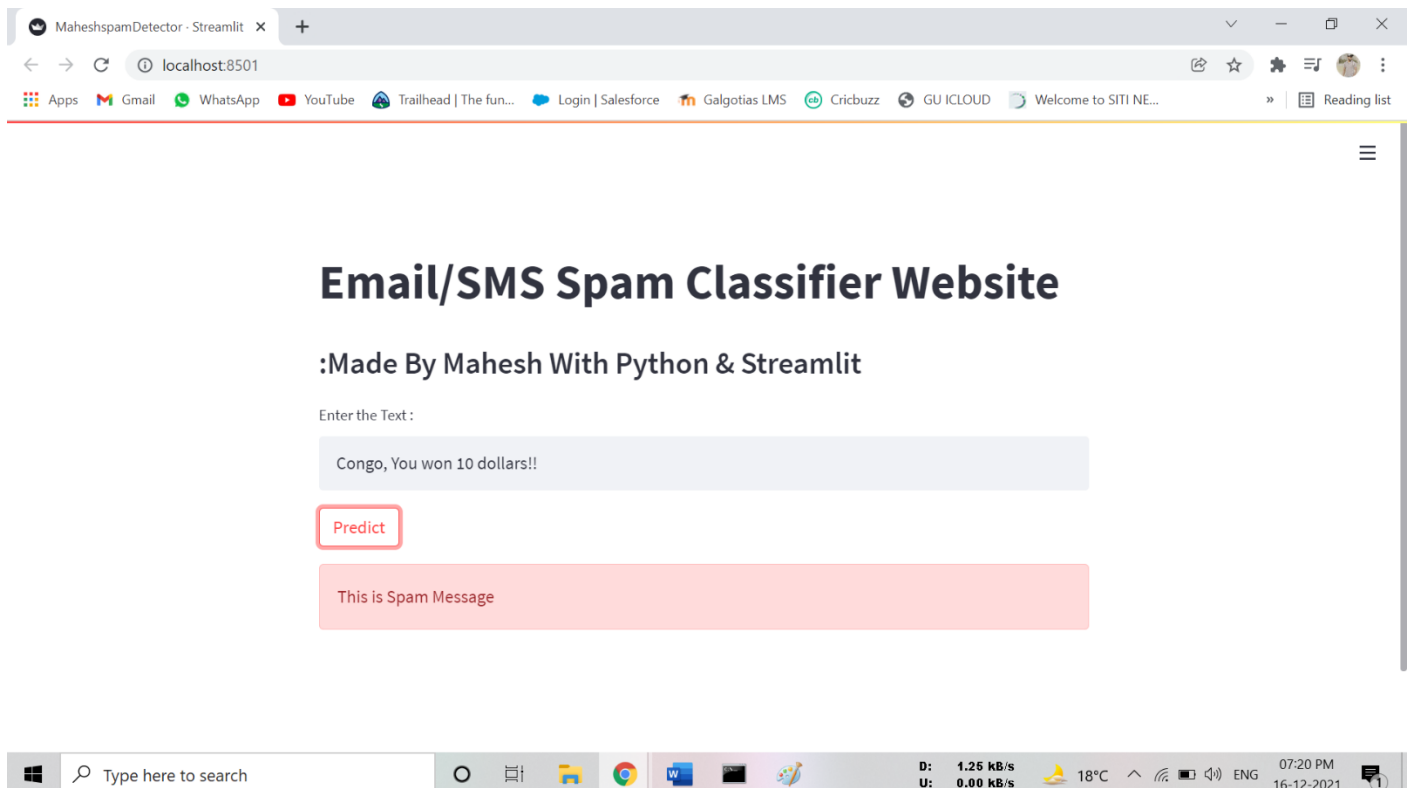 MaheshspamDetector · Streamlit
localhost:8501
Apps Gmail WhatsApp YouTube Trailhead | The fun... Login | Salesforce Galgotias LMS cb Cricbuzz GU ICLOUD Welcome to SITI NE... » Reading list
Email/SMS Spam Classifier Website
:Made By Mahesh With Python & Streamlit
Enter the Text :
Congo, You won 10 dollars!!
Predict
This is Spam Message
Type here to search
D: 1.25 kB/s
U: 0.00 kB/s
18°C
ENG
07:20 PM
16-12-2021
1